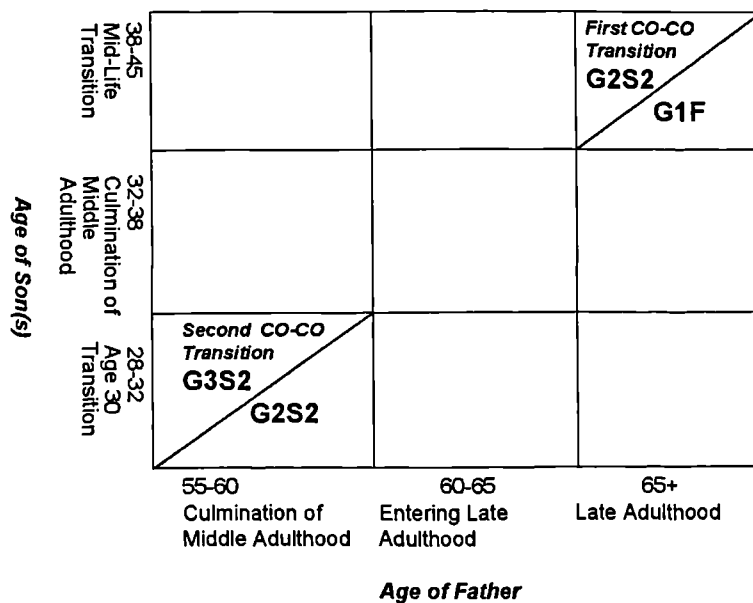 38-45
Mid-Life
Transition
First CO-CO
Transition
G2S2
G1F
Age of Son(s)
32-38
Culmination of
Middle
Adulthood
28-32
Age 30
Transition
Second CO-CO
Transition
G3S2
G2S2
55-60
Culmination of
Middle Adulthood
60-65
Entering Late
Adulthood
65+
Late Adulthood
Age of Father